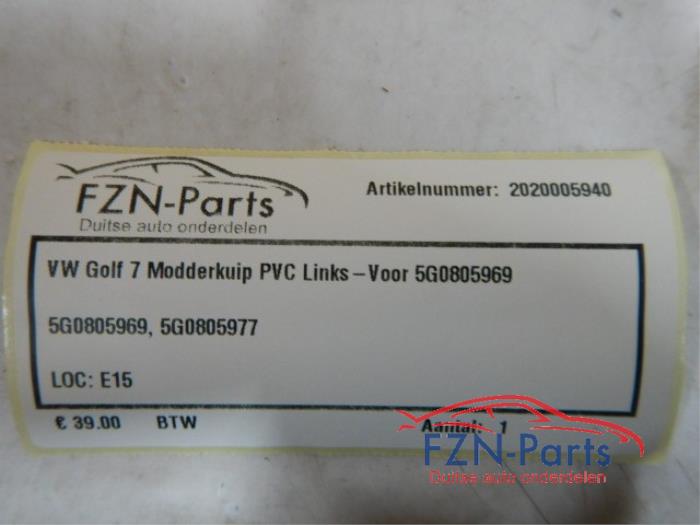 FZN-Parts
Duitse auto onderdelen
Artikelnummer: 2020005940
VW Golf 7 Modderkuip PVC Links-Voor 5G0805969
5G0805969, 5G0805977
LOC: E15
€ 39.00 BTW Aantal: 1
FZN-Parts
Duitse auto onderdelen